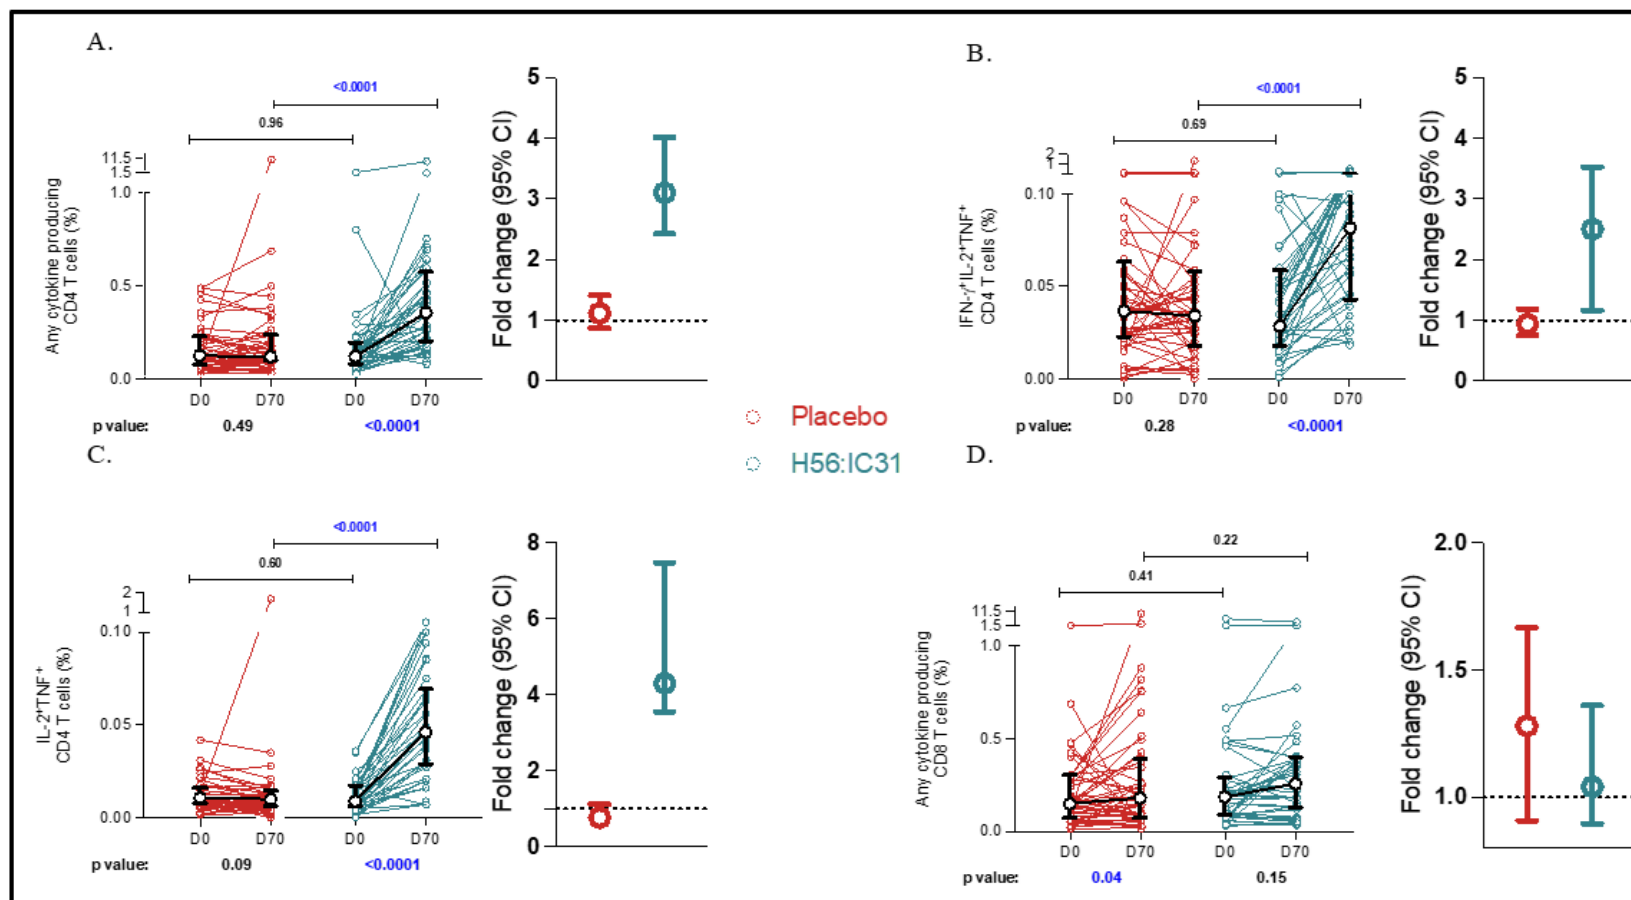 A.
<0.0001
0.96
11.5
1.5
1.0
0.5
0.0
Any cytokine producing
CD4 T cells (%)
D0
D70
D0
D70
p value:
0.49
<0.0001
Fold change (95% CI)
5
4
3
2
1
0
B.
<0.0001
0.69
2
1
0.10
0.05
0.00
IFN-γ⁺IL-2⁺TNF⁺
CD4 T cells (%)
D0
D70
D0
D70
p value:
0.28
<0.0001
Fold change (95% CI)
5
4
3
2
1
0
Placebo
H56:IC31
C.
<0.0001
0.60
2
1
0.10
0.05
0.00
IL-2⁺TNF⁺
CD4 T cells (%)
D0
D70
D0
D70
p value:
0.09
<0.0001
Fold change (95% CI)
8
6
4
2
0
D.
0.22
0.41
11.5
1.5
1.0
0.5
0.0
Any cytokine producing
CD8 T cells (%)
D0
D70
D0
D70
p value:
0.04
0.15
Fold change (95% CI)
2.0
1.5
1.0